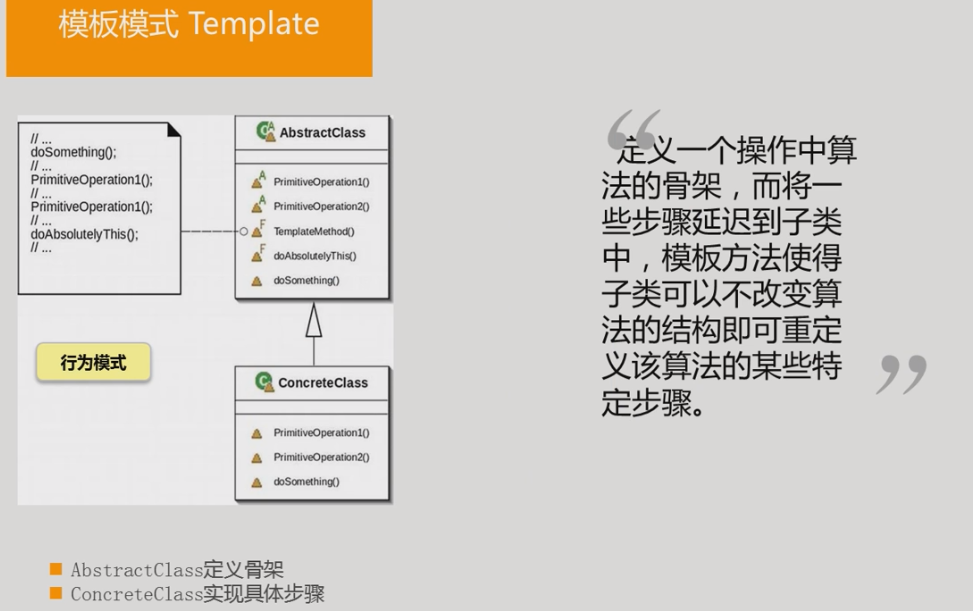 模板模式 Template
// ...
doSomething();
// ...
PrimitiveOperation1();
// ...
PrimitiveOperation1();
// ...
doAbsolutelyThis();
// ...
行为模式
CA AbstractClass
A PrimitiveOperation1()
A PrimitiveOperation2()
F TemplateMethod()
F doAbsolutelyThis()
doSomething()
C ConcreteClass
PrimitiveOperation1()
PrimitiveOperation2()
doSomething()
“定义一个操作中算
法的骨架，而将一
些步骤延迟到子类
中，模板方法使得
子类可以不改变算
法的结构即可重定
义该算法的某些特
定步骤。”
AbstractClass定义骨架
ConcreteClass实现具体步骤